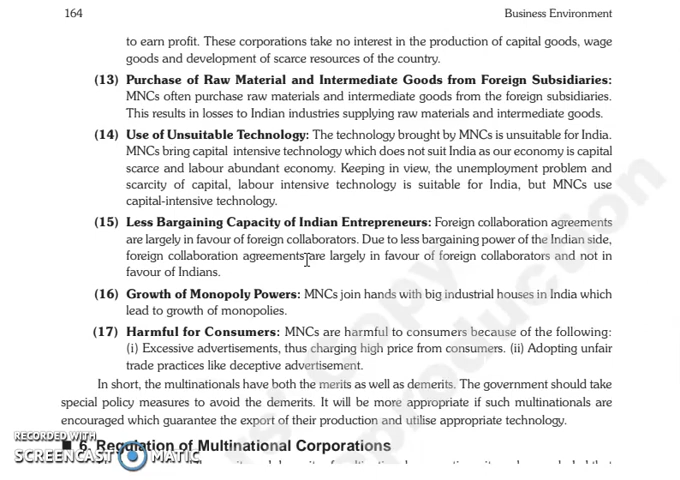 164 Business Environment
to earn profit. These corporations take no interest in the production of capital goods, wage
goods and development of scarce resources of the country.
(13) Purchase of Raw Material and Intermediate Goods from Foreign Subsidiaries:
MNCs often purchase raw materials and intermediate goods from the foreign subsidiaries.
This results in losses to Indian industries supplying raw materials and intermediate goods.
(14) Use of Unsuitable Technology: The technology brought by MNCs is unsuitable for India.
MNCs bring capital intensive technology which does not suit India as our economy is capital
scarce and labour abundant economy. Keeping in view, the unemployment problem and
scarcity of capital, labour intensive technology is suitable for India, but MNCs use
capital-intensive technology.
(15) Less Bargaining Capacity of Indian Entrepreneurs: Foreign collaboration agreements
are largely in favour of foreign collaborators. Due to less bargaining power of the Indian side,
foreign collaboration agreements are largely in favour of foreign collaborators and not in
favour of Indians.
(16) Growth of Monopoly Powers: MNCs join hands with big industrial houses in India which
lead to growth of monopolies.
(17) Harmful for Consumers: MNCs are harmful to consumers because of the following:
(i) Excessive advertisements, thus charging high price from consumers. (ii) Adopting unfair
trade practices like deceptive advertisement.
In short, the multinationals have both the merits as well as demerits. The government should take
special policy measures to avoid the demerits. It will be more appropriate if such multinationals are
encouraged which guarantee the export of their production and utilise appropriate technology.
6. Regulation of Multinational Corporations
RECORDED WITH
SCREENCAST MATIC
Copy